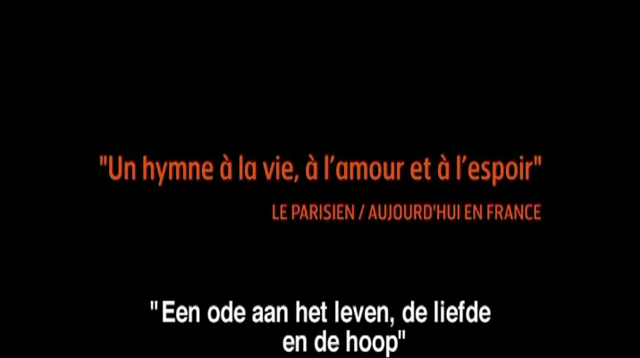 "Un hymne à la vie, à l'amour et à l'espoir"
LE PARISIEN / AUJOURD'HUI EN FRANCE
"Een ode aan het leven, de liefde
en de hoop"